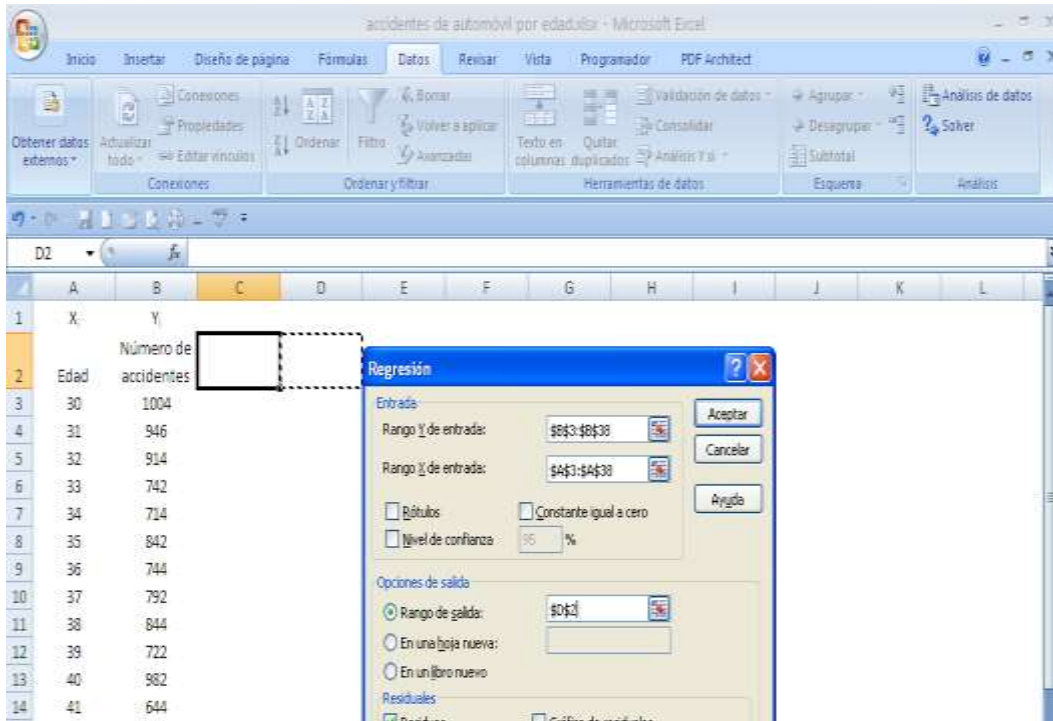 accidentes de automóvil por edad.xlsx - Microsoft Excel
Inicio Insertar Diseño de página Fórmulas Datos Revisar Vista Programador PDF Architect
Obtener datos externos
Actualizar todo
Conexiones
Propiedades
Editar vínculos
Conexiones
Ordenar
Filtro
Borrar
Volver a aplicar
Avanzadas
Ordenar y filtrar
Texto en columnas
Quitar duplicados
Validación de datos
Consolidar
Análisis Y si
Herramientas de datos
Agrupar
Desagrupar
Subtotal
Esquema
Análisis de datos
Solver
Análisis
D2 fx
A B C D E F G H I J K L
1 X Y
2 Edad Número de accidentes
3 30 1004
4 31 946
5 32 914
6 33 742
7 34 714
8 35 842
9 36 744
10 37 792
11 38 844
12 39 722
13 40 982
14 41 644
Regresión
Entrada
Rango Y de entrada: $B$3:$B$38
Rango X de entrada: $A$3:$A$38
Rótulos Constante igual a cero
Nivel de confianza 95 %
Aceptar
Cancelar
Ayuda
Opciones de salida
Rango de salida: $D$2
En una hoja nueva:
En un libro nuevo
Residuales
Residuos Gráfico de residuales